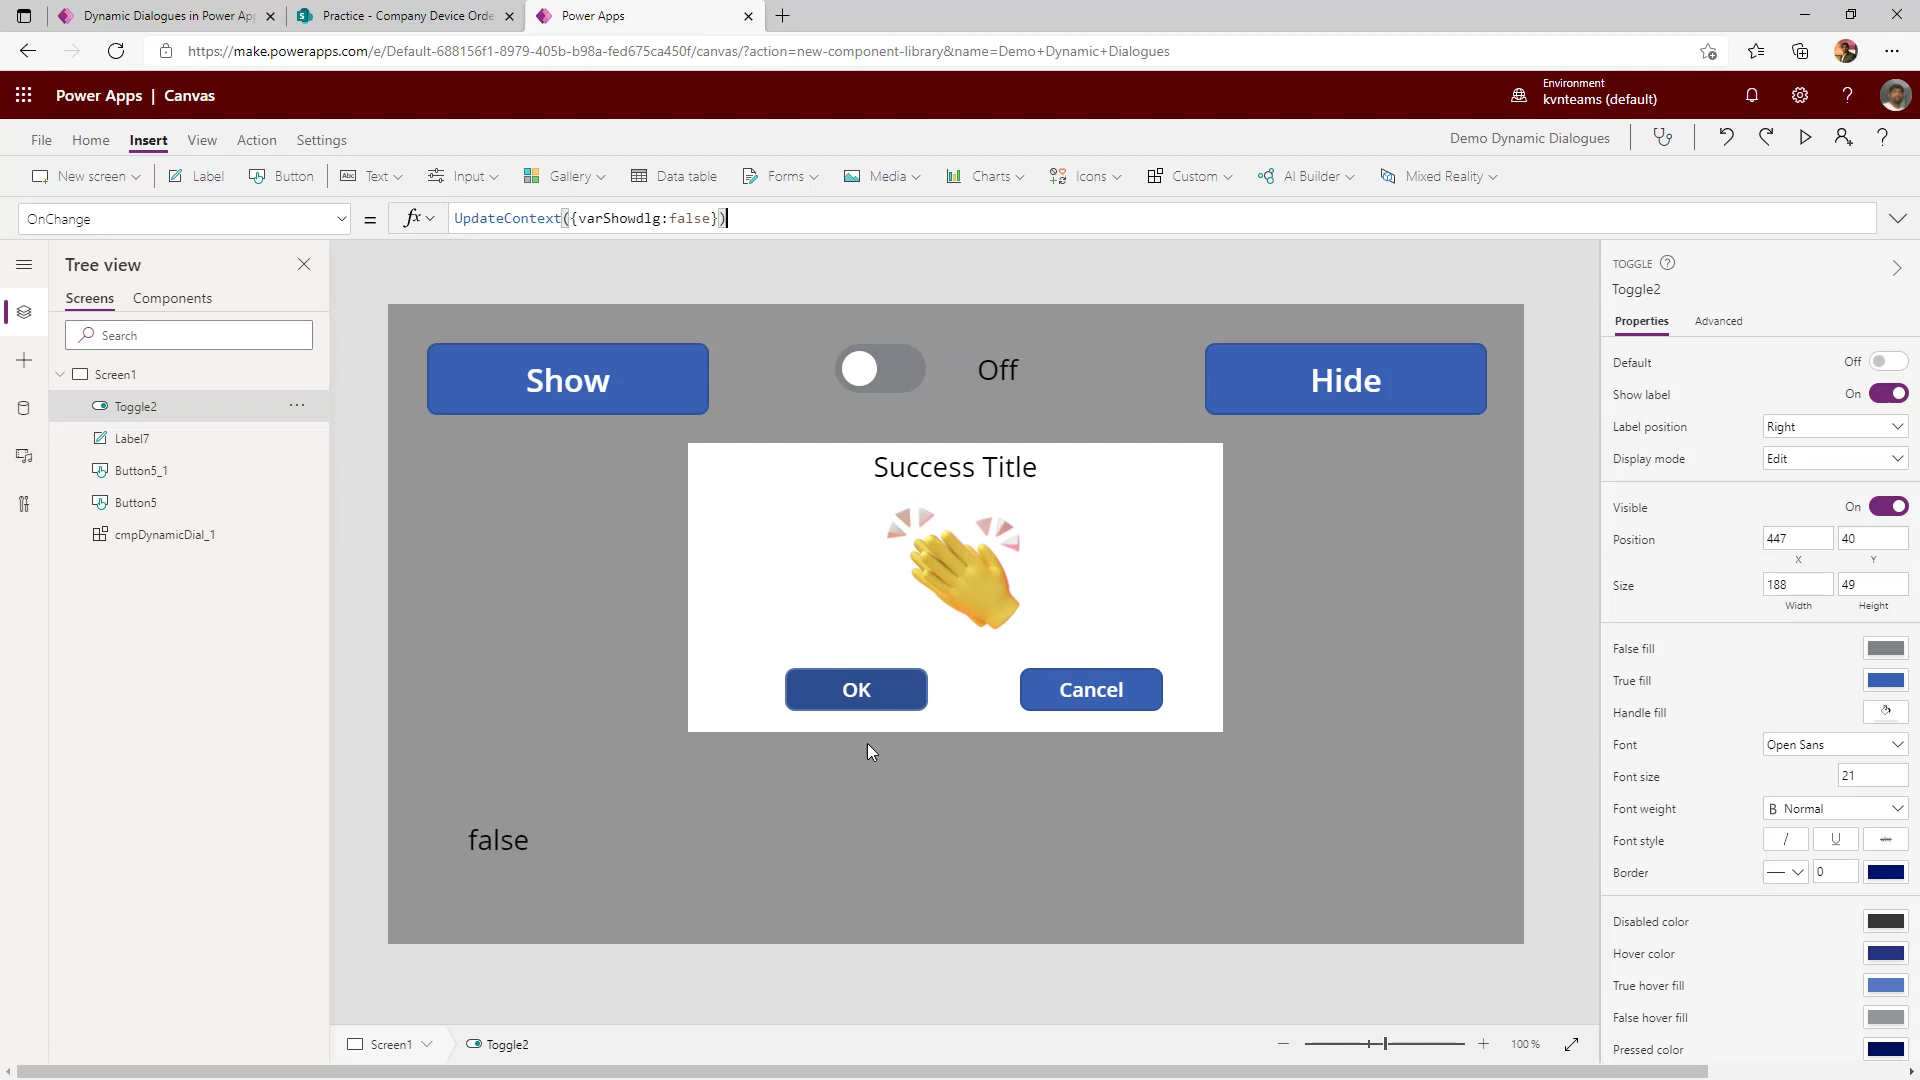 Dynamic Dialogues in Power Ap
Practice - Company Device Orde
Power Apps
https://make.powerapps.com/e/Default-688156f1-8979-405b-b98a-fed675ca450f/canvas/?action=new-component-library&name=Demo+Dynamic+Dialogues
Power Apps | Canvas
Environment
kvnteams (default)
File
Home
Insert
View
Action
Settings
Demo Dynamic Dialogues
New screen
Label
Button
Text
Input
Gallery
Data table
Forms
Media
Charts
Icons
Custom
AI Builder
Mixed Reality
OnChange
= fx UpdateContext({varShowdlg:false})
Tree view
Screens
Components
Search
Screen1
Toggle2
Label7
Button5_1
Button5
cmpDynamicDial_1
Show
Off
Hide
Success Title
OK
Cancel
false
Screen1
Toggle2
100 %
TOGGLE
Toggle2
Properties
Advanced
Default
Off
Show label
On
Label position
Right
Display mode
Edit
Visible
On
Position
447
40
X
Y
Size
188
49
Width
Height
False fill
True fill
Handle fill
Font
Open Sans
Font size
21
Font weight
B Normal
Font style
/
U
abc
Border
0
Disabled color
Hover color
True hover fill
False hover fill
Pressed color